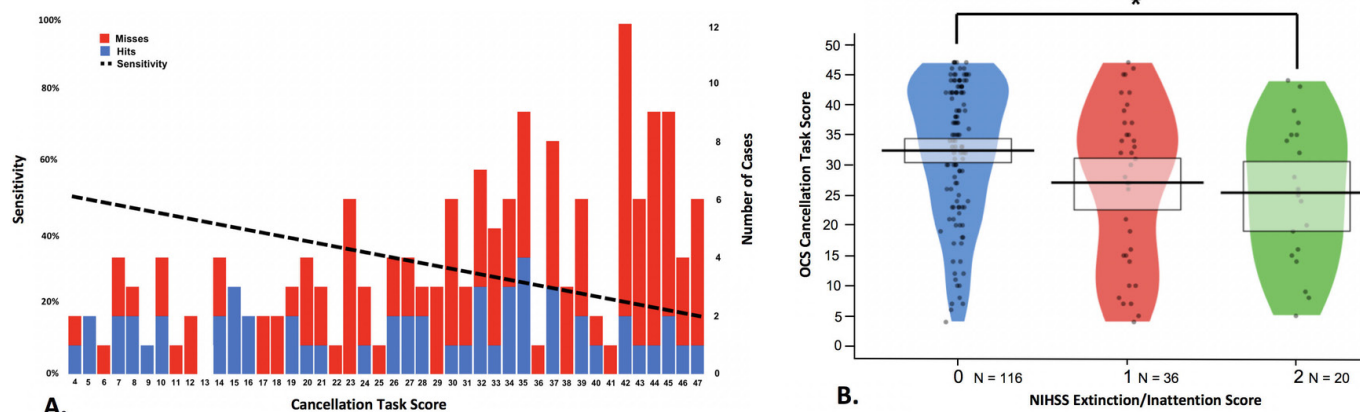 100%
80%
60%
40%
20%
0%
Sensitivity
Misses
Hits
Sensitivity
12
10
8
6
4
2
0
Number of Cases
4 5 6 7 8 9 10 11 12 13 14 15 16 17 18 19 20 21 22 23 24 25 26 27 28 29 30 31 32 33 34 35 36 37 38 39 40 41 42 43 44 45 46 47
Cancellation Task Score
A.
*
50
45
40
35
30
25
20
15
10
5
0
OCS Cancellation Task Score
0 N = 116 1 N = 36 2 N = 20
NIHSS Extinction/Inattention Score
B.